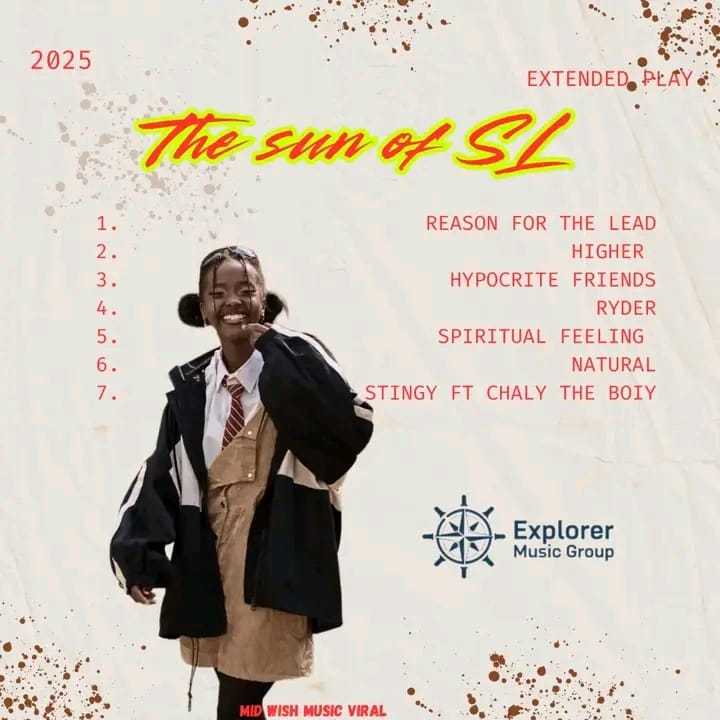 2025
EXTENDED PLAY
The sun of SL
1. REASON FOR THE LEAD
2. HIGHER
3. HYPOCRITE FRIENDS
4. RYDER
5. SPIRITUAL FEELING
6. NATURAL
7. STINGY FT CHALY THE BOIY
Explorer
Music Group
MID WISH MUSIC VIRAL